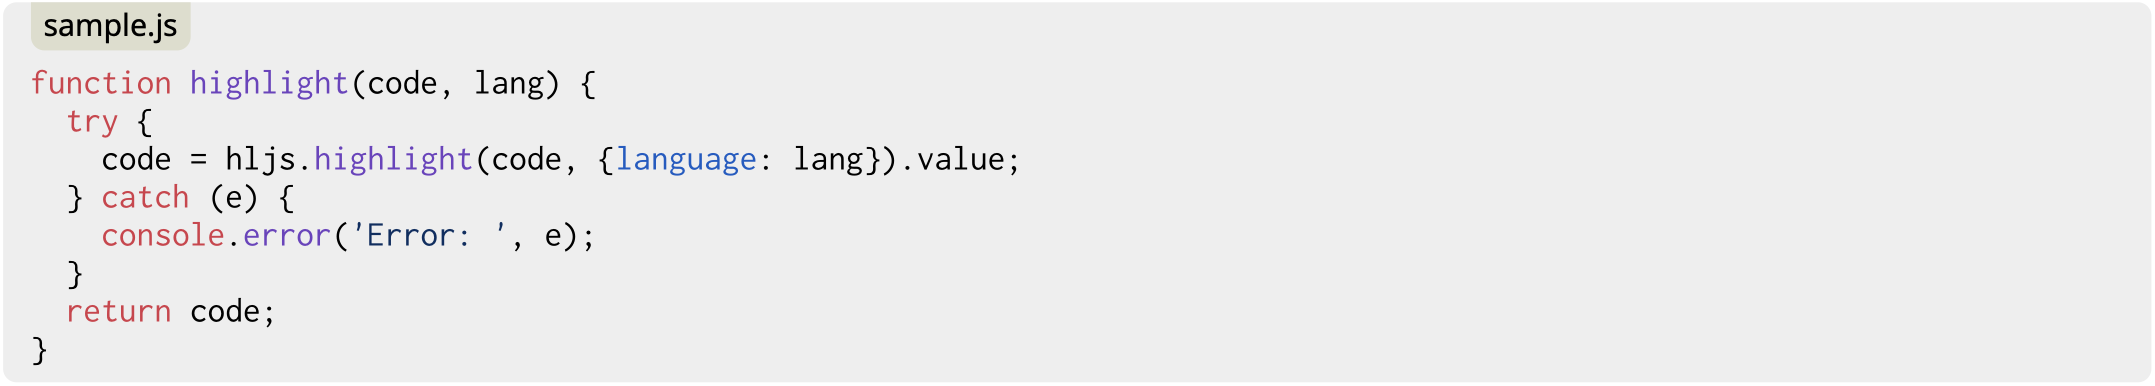 sample.js
function highlight(code, lang) {
  try {
    code = hljs.highlight(code, {language: lang}).value;
  } catch (e) {
    console.error('Error: ', e);
  }
  return code;
}